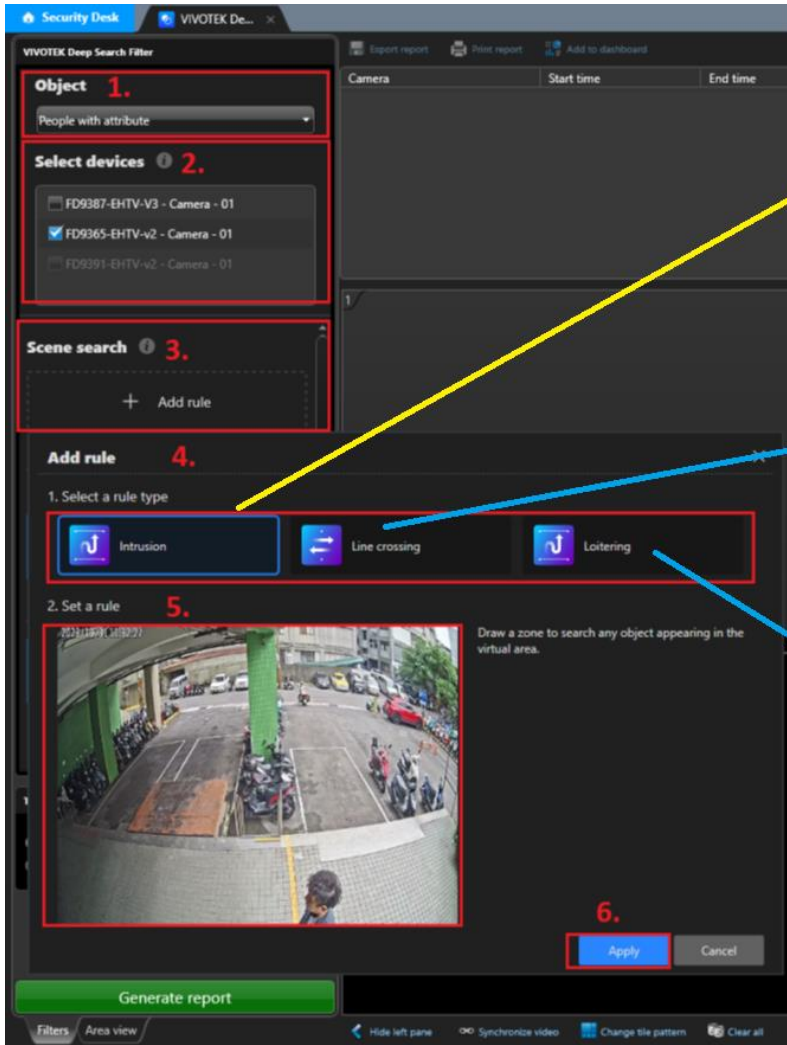 Security Desk
VIVOTEK De...
VIVOTEK Deep Search Filter
Export report
Print report
Add to dashboard
Camera
Start time
End time
Object 1.
People with attribute
Select devices 2.
FD9387-EHTV-V3 - Camera - 01
FD9365-EHTV-v2 - Camera - 01
FD9391-EHTV-v2 - Camera - 01
1
Scene search 3.
+ Add rule
Add rule 4.
1. Select a rule type
Intrusion
Line crossing
Loitering
2. Set a rule 5.
Draw a zone to search any object appearing in the
virtual area.
6.
Apply
Cancel
Generate report
Filters
Area view
Hide left pane
Synchronize video
Change tile pattern
Clear all